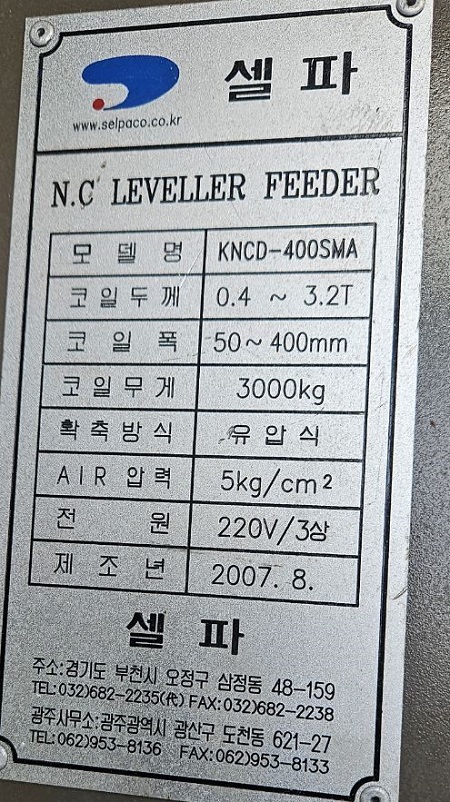 셀 파
www.selpaco.co.kr
N.C LEVELLER FEEDER
모 델 명 KNCD-400SMA
코일두께 0.4 ~ 3.2T
코 일 폭 50~400mm
코일무게 3000kg
확축방식 유압식
AIR 압력 5kg/cm²
전 원 220V/3상
제 조 년 2007. 8.
셀 파
주소:경기도 부천시 오정구 삼정동 48-159
TEL:032)682-2235(代) FAX:032)682-2238
광주사무소:광주광역시 광산구 도천동 621-27
TEL:062)953-8136 FAX:062)953-8133